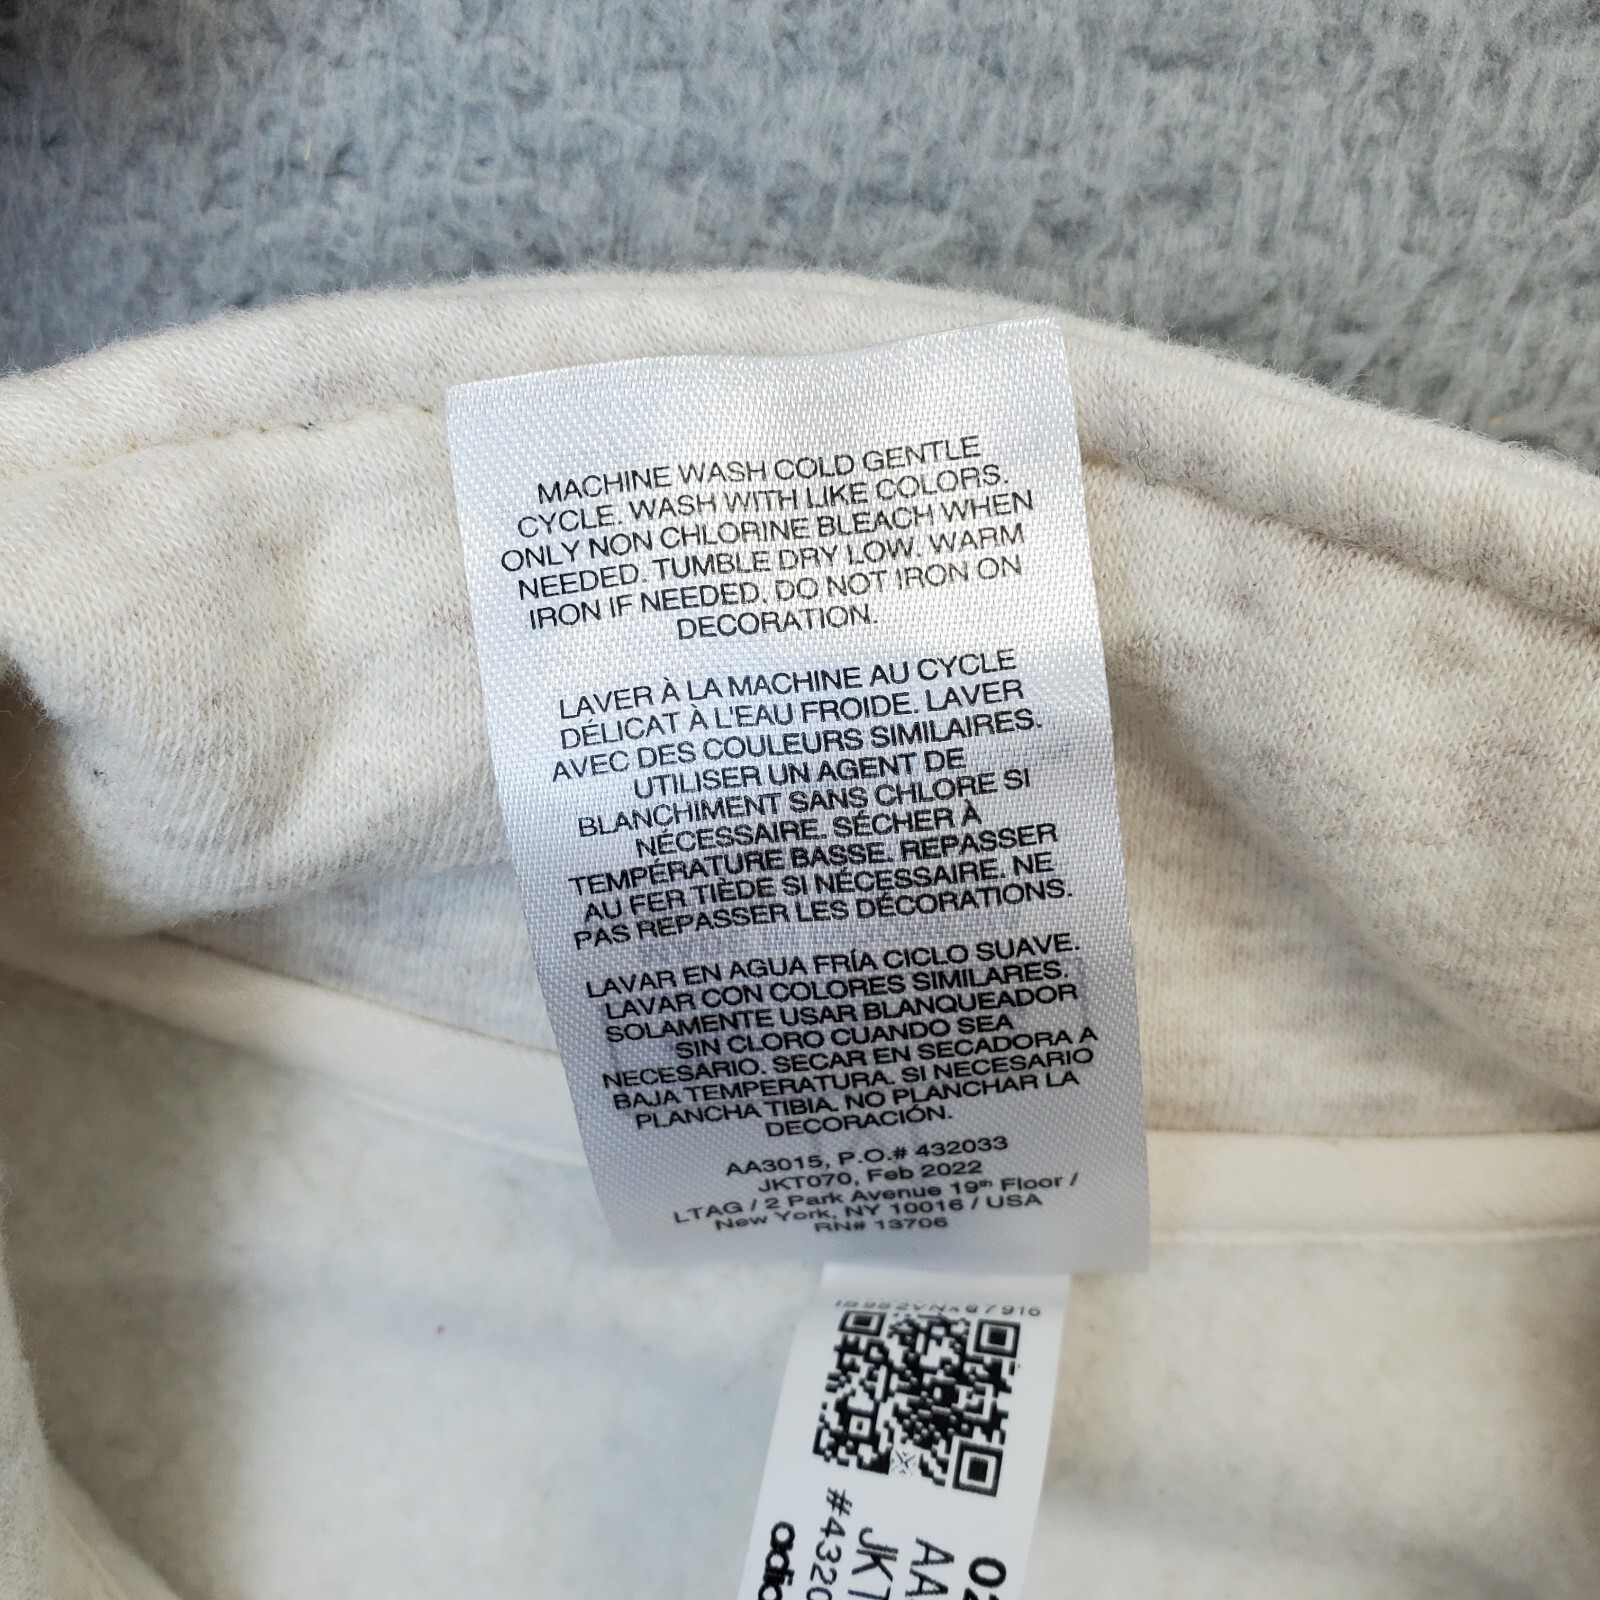 MACHINE WASH COLD GENTLE
CYCLE. WASH WITH LIKE COLORS.
ONLY NON CHLORINE BLEACH WHEN
NEEDED. TUMBLE DRY LOW. WARM
IRON IF NEEDED. DO NOT IRON ON
DECORATION.
LAVER À LA MACHINE AU CYCLE
DÉLICAT À L'EAU FROIDE. LAVER
AVEC DES COULEURS SIMILAIRES.
UTILISER UN AGENT DE
BLANCHIMENT SANS CHLORE SI
NÉCESSAIRE. SÉCHER À
TEMPÉRATURE BASSE. REPASSER
AU FER TIÈDE SI NÉCESSAIRE. NE
PAS REPASSER LES DÉCORATIONS.
LAVAR EN AGUA FRÍA CICLO SUAVE.
LAVAR CON COLORES SIMILARES.
SOLAMENTE USAR BLANQUEADOR
SIN CLORO CUANDO SEA
NECESARIO. SECAR EN SECADORA A
BAJA TEMPERATURA. SI NECESARIO
PLANCHA TIBIA. NO PLANCHAR LA
DECORACIÓN.
AA3015, P.O.# 432033
JKT070, Feb 2022
LTAG / 2 Park Avenue 19th Floor /
New York, NY 10016 / USA
RN# 13706
02
AA
JKT
#4320
adid